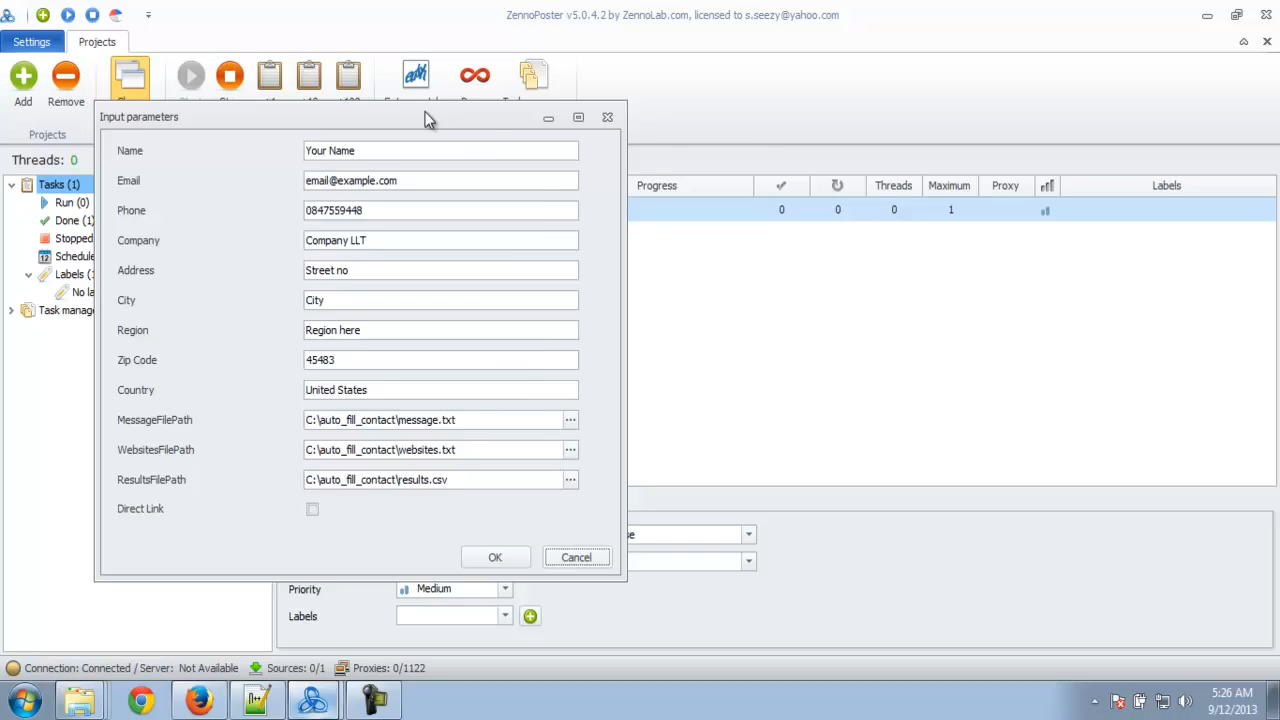 ZennoPoster v5.0.4.2 by ZennoLab.com, licensed to s.seezy@yahoo.com
Settings
Projects
Add
Remove
Projects
Input parameters
Threads: 0
Tasks (1)
Run (0)
Done (1)
Stopped
Schedule
Labels (1
No la
Task manag
Name
Your Name
Email
email@example.com
Phone
0847559448
Company
Company LLT
Address
Street no
City
City
Region
Region here
Zip Code
45483
Country
United States
MessageFilePath
C:\auto_fill_contact\message.txt
...
WebsitesFilePath
C:\auto_fill_contact\websites.txt
...
ResultsFilePath
C:\auto_fill_contact\results.csv
...
Direct Link
OK
Cancel
Progress
Threads
Maximum
Proxy
Labels
0
0
0
1
se
Priority
Medium
Labels
Connection: Connected / Server: Not Available
Sources: 0/1
Proxies: 0/1122
5:26 AM
9/12/2013